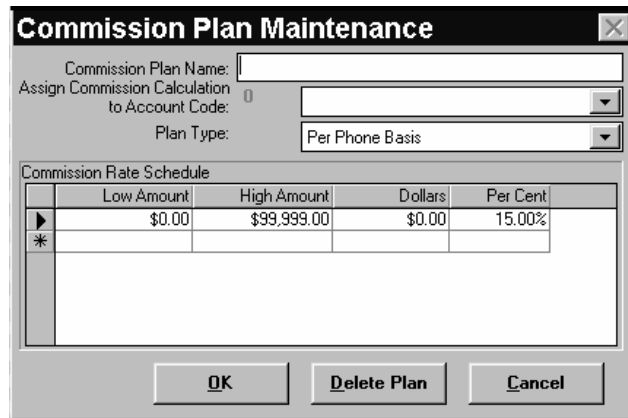 Commission Plan Maintenance
Commission Plan Name:
Assign Commission Calculation
to Account Code:
0
Plan Type:
Per Phone Basis
Commission Rate Schedule
Low Amount High Amount Dollars Per Cent
$0.00 $99,999.00 $0.00 15.00%
OK Delete Plan Cancel